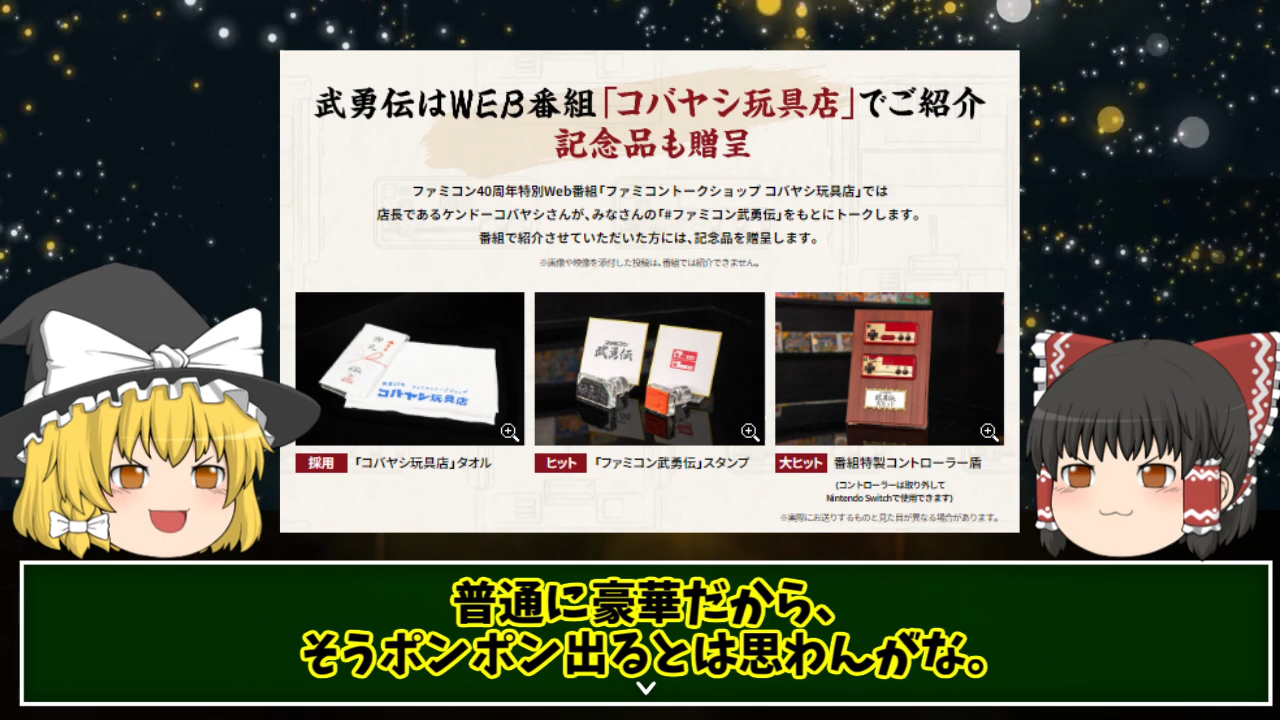 武勇伝はWEB番組「コバヤシ玩具店」でご紹介
記念品も贈呈
ファミコン40周年特別Web番組「ファミコントークショップ コバヤシ玩具店」では
店長であるケンドーコバヤシさんが、みなさんの「#ファミコン武勇伝」をもとにトークします。
番組で紹介させていただいた方には、記念品を贈呈します。
※画像や映像を添付した投稿は、番組では紹介できません。
コバヤシ玩具店
武勇伝
採用 「コバヤシ玩具店」タオル
ヒット 「ファミコン武勇伝」スタンプ
大ヒット 番組特製コントローラー盾
(コントローラーは取り外して
Nintendo Switchで使用できます)
※実際にお送りするものと見た目が異なる場合があります。
普通に豪華だから、
そうポンポン出るとは思わんがな。